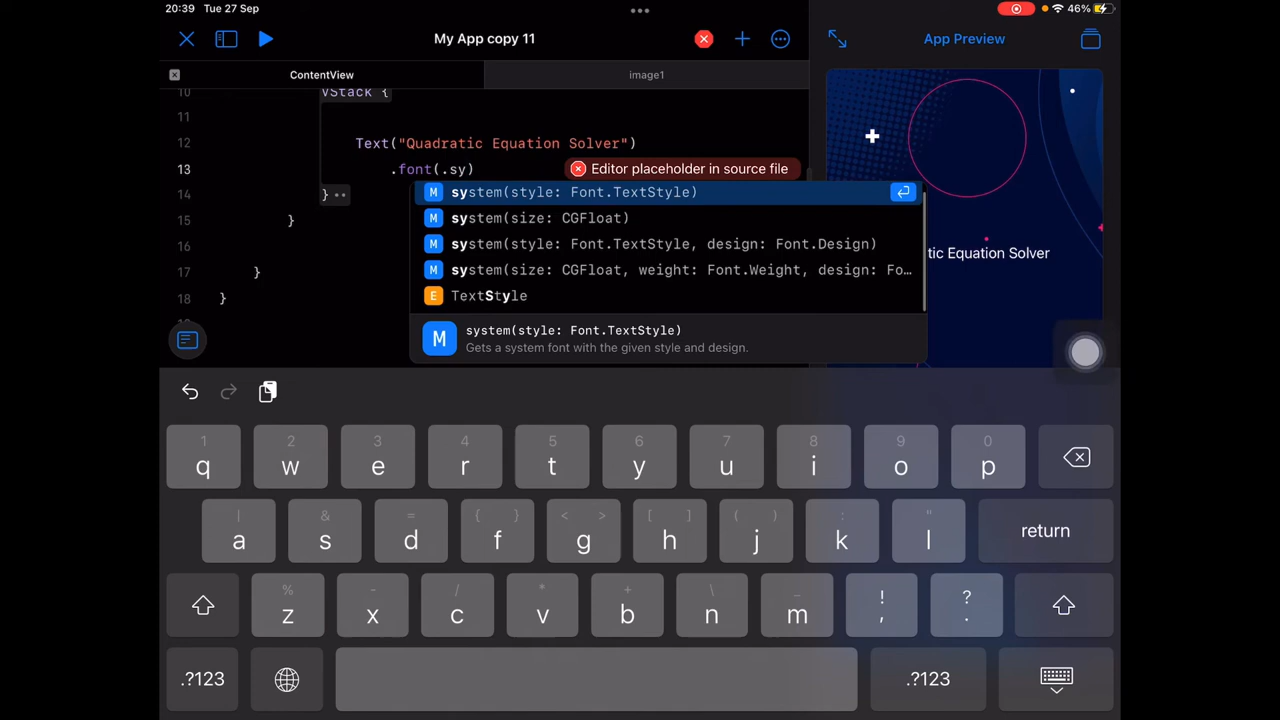 20:39 Tue 27 Sep
46%
My App copy 11
App Preview
ContentView
image1
10 VStack {
11
12 Text("Quadratic Equation Solver")
13 .font(.sy)
Editor placeholder in source file
14 }
15 }
16
17 }
18 }
M system(style: Font.TextStyle)
M system(size: CGFloat)
M system(style: Font.TextStyle, design: Font.Design)
M system(size: CGFloat, weight: Font.Weight, design: Fo…
E TextStyle
M system(style: Font.TextStyle)
Gets a system font with the given style and design.
tic Equation Solver
1 2 3 4 5 6 7 8 9 0
q w e r t y u i o p
| & = { } < > [ ] ( ) : "
a s d f g h j k l return
% - / * \ + _ ! ?
z x c v b n m , .
.?123 .?123